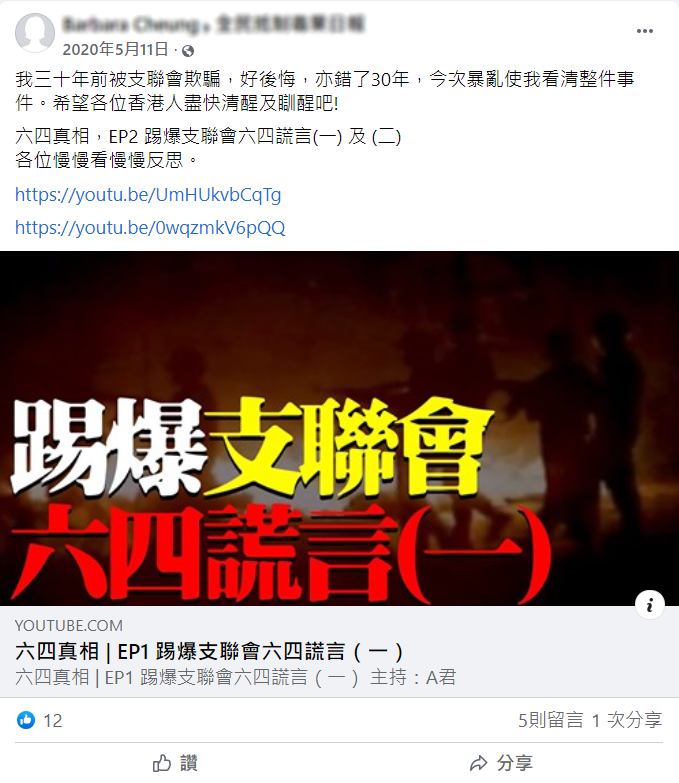 2020年5月11日 ·
我三十年前被支聯會欺騙，好後悔，亦錯了30年，今次暴亂使我看清整件事
件。希望各位香港人盡快清醒及瞓醒吧!
六四真相，EP2 踢爆支聯會六四謊言(一) 及 (二)
各位慢慢看慢慢反思。
https://youtu.be/UmHUkvbCqTg
https://youtu.be/0wqzmkV6pQQ
踢爆支聯會
六四謊言(一)
YOUTUBE.COM
六四真相 | EP1 踢爆支聯會六四謊言（一）
六四真相 | EP1 踢爆支聯會六四謊言（一） 主持：A君
12
5則留言 1 次分享
讚
分享